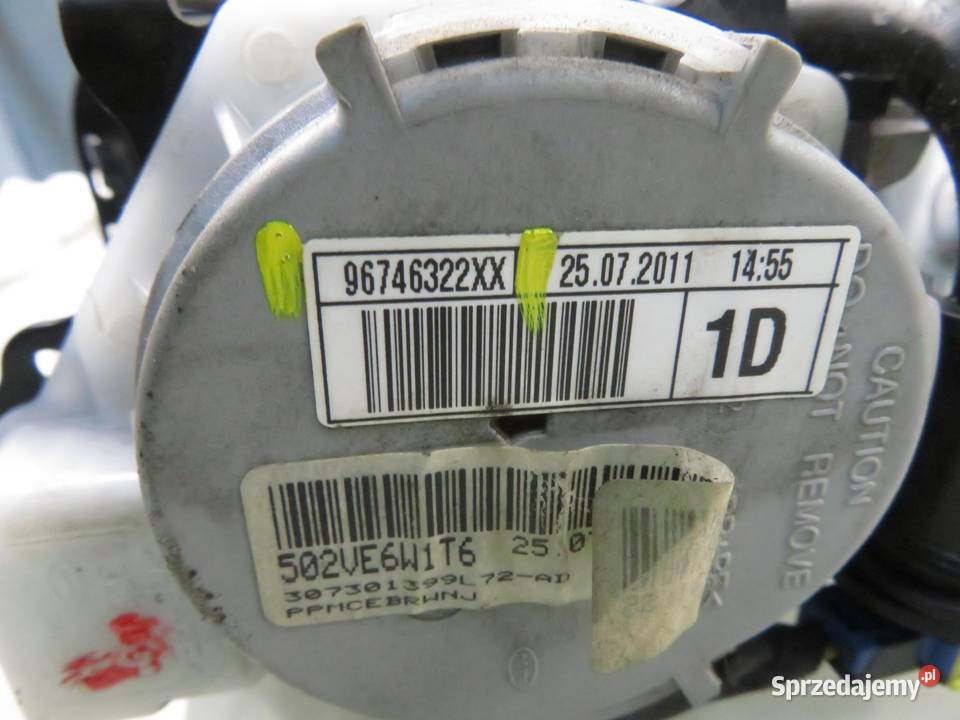 96746322XX 25.07.2011 14:55
1D
502VE6W1T6 25.0
307301399L72-AD
PPMCEBRWNJ
CAUTION
DO NOT REMOVE
Sprzedajemy.pl